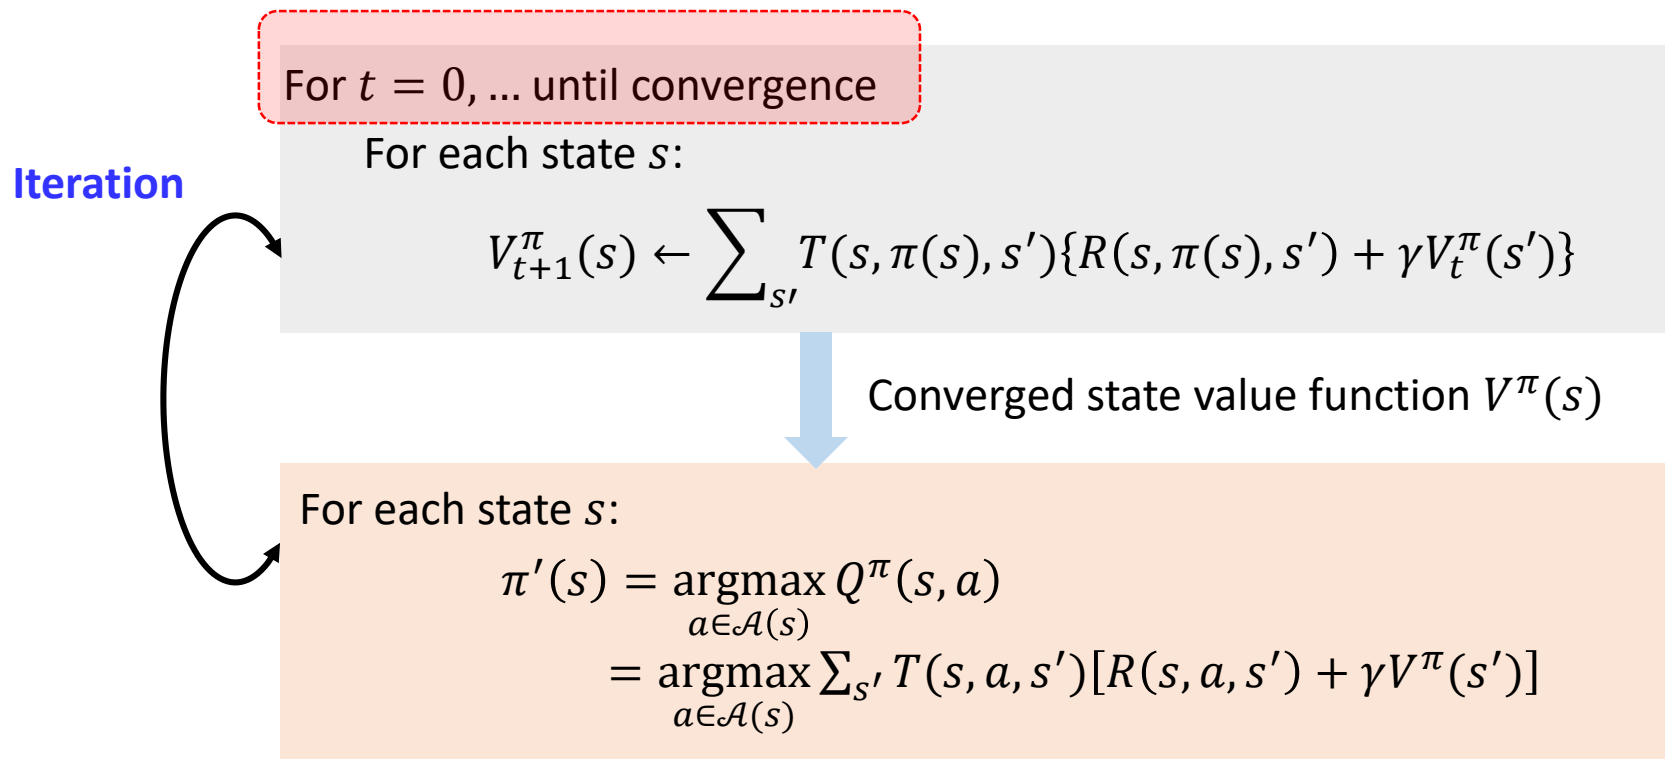 For 𝑡 = 0, … until convergence
For each state 𝑠:
Iteration
𝑉^𝜋_{𝑡+1}(𝑠) ← ∑_{𝑠′} 𝑇(𝑠, 𝜋(𝑠), 𝑠′){𝑅(𝑠, 𝜋(𝑠), 𝑠′) + 𝛾𝑉^𝜋_𝑡(𝑠′)}
Converged state value function 𝑉^𝜋(𝑠)
For each state 𝑠:
𝜋′(𝑠) = argmax_{𝑎∈𝒜(𝑠)} 𝑄^𝜋(𝑠, 𝑎)
= argmax_{𝑎∈𝒜(𝑠)} ∑_{𝑠′} 𝑇(𝑠, 𝑎, 𝑠′)[𝑅(𝑠, 𝑎, 𝑠′) + 𝛾𝑉^𝜋(𝑠′)]